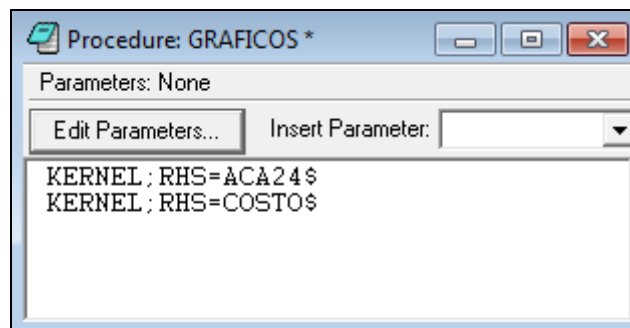 Procedure: GRAFICOS *
Parameters: None
Edit Parameters... Insert Parameter:
KERNEL;RHS=ACA24$
KERNEL;RHS=COSTO$